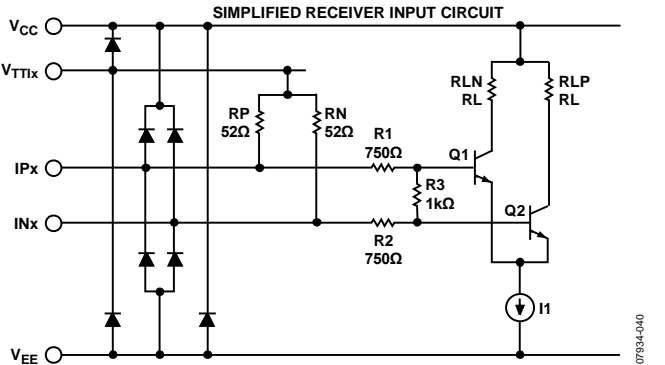 SIMPLIFIED RECEIVER INPUT CIRCUIT
VCC
VTTIx
RLN
RL
RLP
RL
RP
52Ω
RN
52Ω
R1
750Ω
Q1
IPx
R3
1kΩ
Q2
INx
R2
750Ω
I1
VEE
07934-040